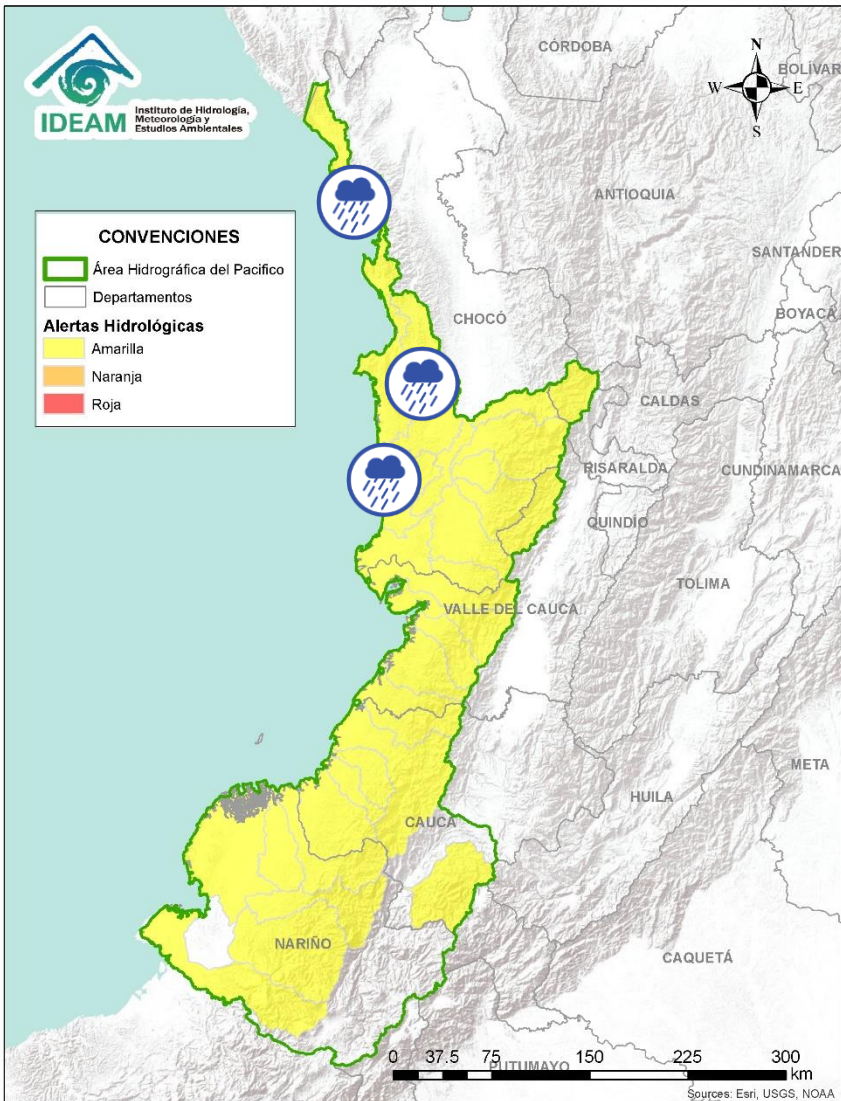 IDEAM
Instituto de Hidrología,
Meteorología y
Estudios Ambientales
N
W
E
S
CÓRDOBA
BOLÍVAR
ANTIOQUIA
SANTANDER
BOYACÁ
CHOCÓ
CALDAS
RISARALDA
CUNDINAMARCA
QUINDÍO
TOLIMA
VALLE DEL CAUCA
META
HUILA
CAUCA
NARIÑO
CAQUETÁ
PUTUMAYO
CONVENCIONES
Área Hidrográfica del Pacifico
Departamentos
Alertas Hidrológicas
Amarilla
Naranja
Roja
0 37.5 75 150 225 300
km
Sources: Esri, USGS, NOAA